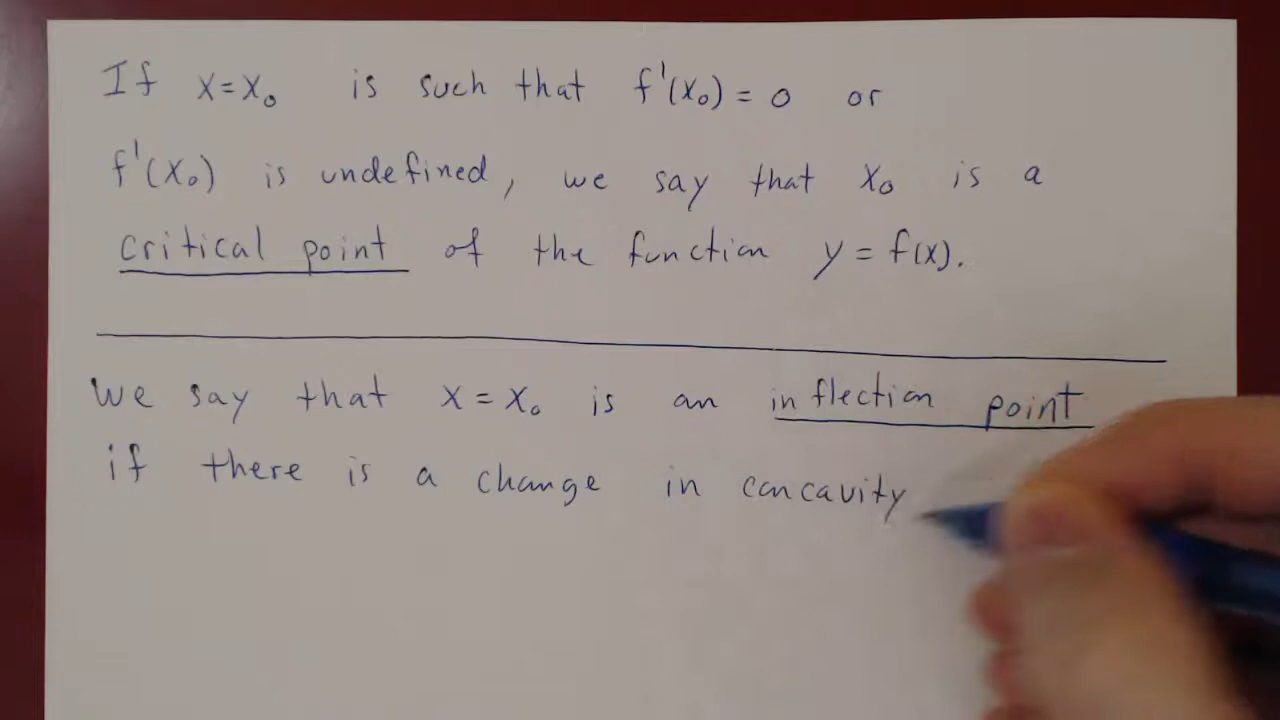 If x=x₀ is such that f'(x₀) = 0 or
f'(x₀) is undefined, we say that x₀ is a
critical point of the function y = f(x).
We say that x = x₀ is an inflection point
if there is a change in concavity